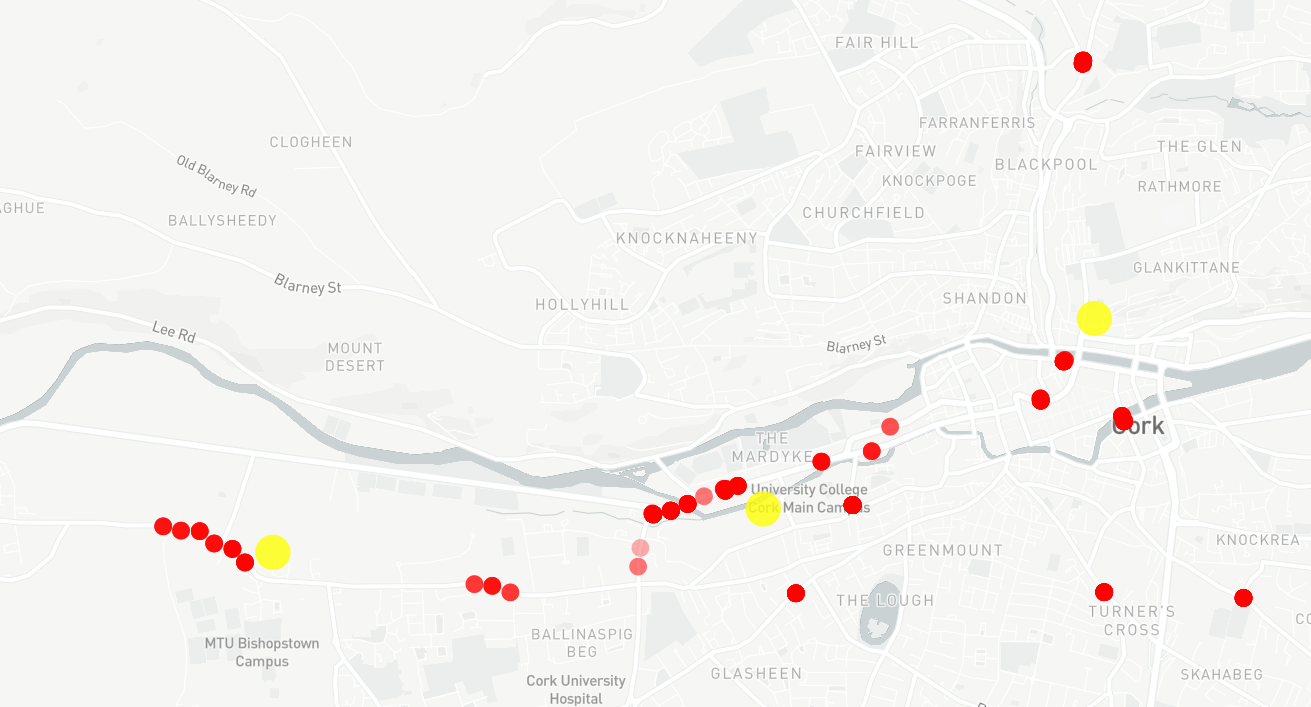 FAIR HILL
FARRANFERRIS
CLOGHEEN
FAIRVIEW
THE GLEN
BLACKPOOL
Old Blarney Rd
KNOCKPOGE
RATHMORE
AGHUE
BALLYSHEEDY
CHURCHFIELD
KNOCKNAHEENY
GLANKITTANE
Blarney St
HOLLYHILL
SHANDON
Lee Rd
MOUNT
DESERT
Blarney St
Cork
THE
MARDYKE
University College
Cork Main Campus
KNOCKREA
GREENMOUNT
THE LOUGH
TURNER'S
CROSS
CO
BALLINASPIG
BEG
MTU Bishopstown
Campus
GLASHEEN
SKAHABEG
Cork University
Hospital